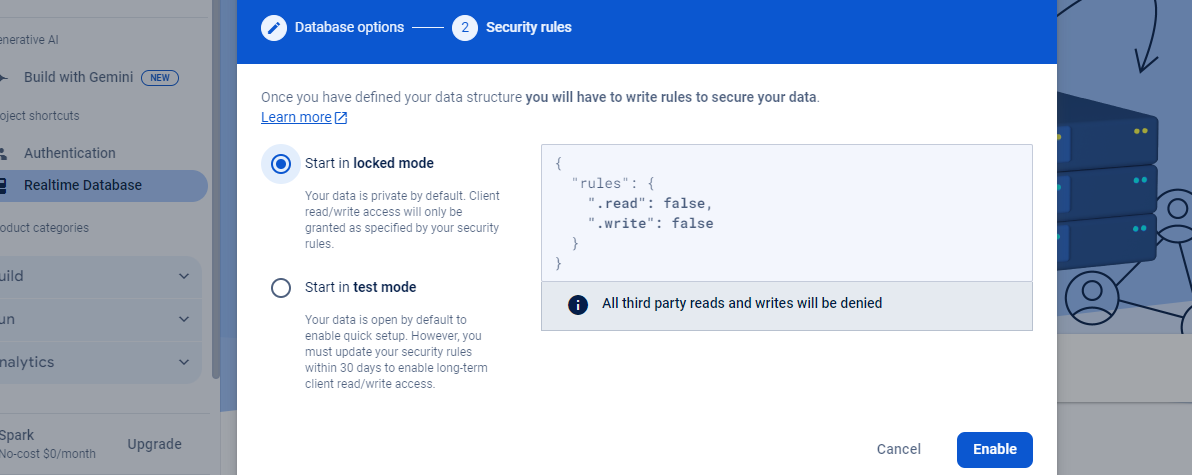 Database options
2
Security rules
enerative AI
Build with Gemini
NEW
oject shortcuts
Authentication
Realtime Database
oduct categories
uild
un
nalytics
Spark
No-cost $0/month
Upgrade
Once you have defined your data structure you will have to write rules to secure your data.
Learn more
Start in locked mode
Your data is private by default. Client
read/write access will only be
granted as specified by your security
rules.
Start in test mode
Your data is open by default to
enable quick setup. However, you
must update your security rules
within 30 days to enable long-term
client read/write access.
{
"rules": {
".read": false,
".write": false
}
}
All third party reads and writes will be denied
Cancel
Enable